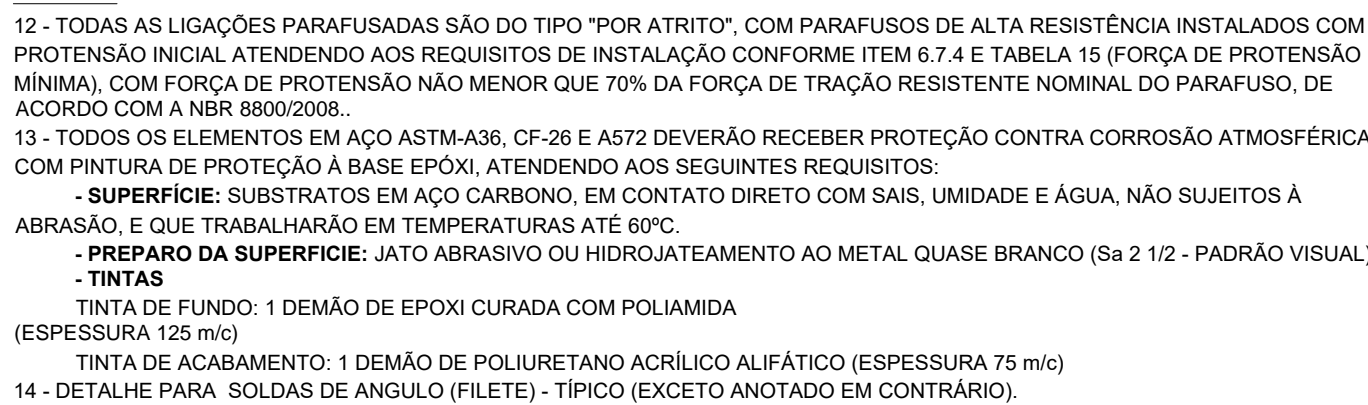 12 - TODAS AS LIGAÇÕES PARAFUSADAS SÃO DO TIPO "POR ATRITO", COM PARAFUSOS DE ALTA RESISTÊNCIA INSTALADOS COM
PROTENSÃO INICIAL ATENDENDO AOS REQUISITOS DE INSTALAÇÃO CONFORME ITEM 6.7.4 E TABELA 15 (FORÇA DE PROTENSÃO
MÍNIMA), COM FORÇA DE PROTENSÃO NÃO MENOR QUE 70% DA FORÇA DE TRAÇÃO RESISTENTE NOMINAL DO PARAFUSO, DE
ACORDO COM A NBR 8800/2008..
13 - TODOS OS ELEMENTOS EM AÇO ASTM-A36, CF-26 E A572 DEVERÃO RECEBER PROTEÇÃO CONTRA CORROSÃO ATMOSFÉRICA
COM PINTURA DE PROTEÇÃO À BASE EPÓXI, ATENDENDO AOS SEGUINTES REQUISITOS:
- SUPERFÍCIE: SUBSTRATOS EM AÇO CARBONO, EM CONTATO DIRETO COM SAIS, UMIDADE E ÁGUA, NÃO SUJEITOS À
ABRASÃO, E QUE TRABALHARÃO EM TEMPERATURAS ATÉ 60ºC.
- PREPARO DA SUPERFICIE: JATO ABRASIVO OU HIDROJATEAMENTO AO METAL QUASE BRANCO (Sa 2 1/2 - PADRÃO VISUAL)
- TINTAS
TINTA DE FUNDO: 1 DEMÃO DE EPOXI CURADA COM POLIAMIDA
(ESPESSURA 125 m/c)
TINTA DE ACABAMENTO: 1 DEMÃO DE POLIURETANO ACRÍLICO ALIFÁTICO (ESPESSURA 75 m/c)
14 - DETALHE PARA  SOLDAS DE ANGULO (FILETE) - TÍPICO (EXCETO ANOTADO EM CONTRÁRIO).